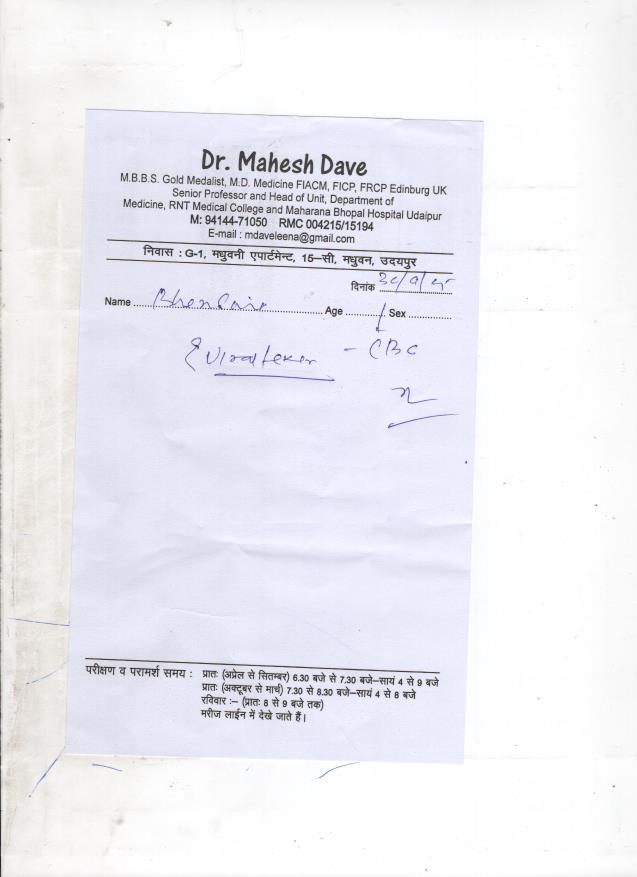 Dr. Mahesh Dave
M.B.B.S. Gold Medalist, M.D. Medicine FIACM, FICP, FRCP Edinburg UK
Senior Professor and Head of Unit, Department of
Medicine, RNT Medical College and Maharana Bhopal Hospital Udaipur
M: 94144-71050 RMC 004215/15194
E-mail : mdaveleena@gmail.com
निवास : G-1, मधुवनी एपार्टमेन्ट, 15–सी, मधुवन, उदयपुर
दिनांक
Name Age Sex
viral fever - CBC
परीक्षण व परामर्श समय : प्रातः (अप्रेल से सितम्बर) 6.30 बजे से 7.30 बजे–सायं 4 से 9 बजे
प्रातः (अक्टूबर से मार्च) 7.30 से 8.30 बजे–सायं 4 से 8 बजे
रविवार :– (प्रातः 8 से 9 बजे तक)
मरीज लाईन में देखे जाते हैं।